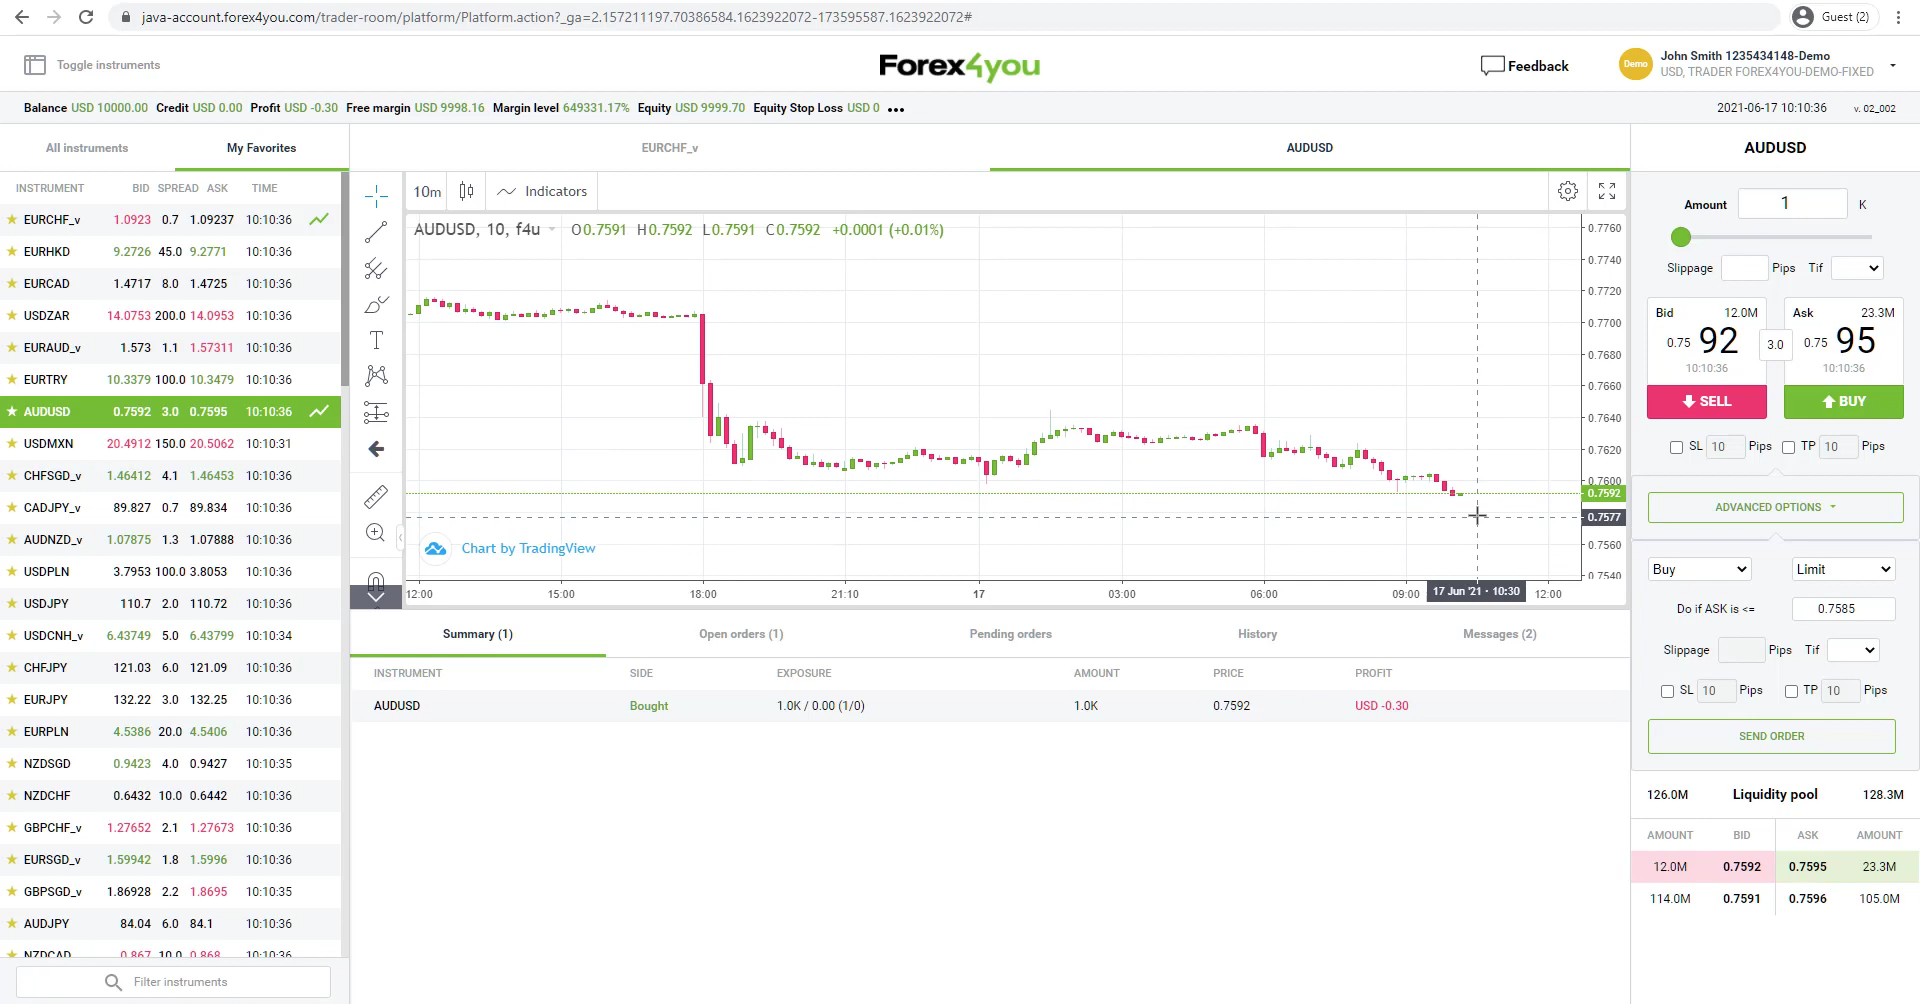 java-account.forex4you.com/trader-room/platform/Platform.action?_ga=2.157211197.70386584.1623922072-173595587.1623922072#
Guest (2)
Toggle instruments
Forex4you
Feedback
Demo
John Smith 1235434148-Demo
USD, TRADER FOREX4YOU-DEMO-FIXED
Balance USD 10000.00 Credit USD 0.00 Profit USD -0.30 Free margin USD 9998.16 Margin level 649331.17% Equity USD 9999.70 Equity Stop Loss USD 0 •••
2021-06-17 10:10:36 v. 02_002
All instruments My Favorites
INSTRUMENT BID SPREAD ASK TIME
EURCHF_v 1.0923 0.7 1.09237 10:10:36
EURHKD 9.2726 45.0 9.2771 10:10:36
EURCAD 1.4717 8.0 1.4725 10:10:36
USDZAR 14.0753 200.0 14.0953 10:10:36
EURAUD_v 1.573 1.1 1.57311 10:10:36
EURTRY 10.3379 100.0 10.3479 10:10:36
AUDUSD 0.7592 3.0 0.7595 10:10:36
USDMXN 20.4912 150.0 20.5062 10:10:31
CHFSGD_v 1.46412 4.1 1.46453 10:10:36
CADJPY_v 89.827 0.7 89.834 10:10:36
AUDNZD_v 1.07875 1.3 1.07888 10:10:36
USDPLN 3.7953 100.0 3.8053 10:10:36
USDJPY 110.7 2.0 110.72 10:10:36
USDCNH_v 6.43749 5.0 6.43799 10:10:34
CHFJPY 121.03 6.0 121.09 10:10:36
EURJPY 132.22 3.0 132.25 10:10:36
EURPLN 4.5386 20.0 4.5406 10:10:36
NZDSGD 0.9423 4.0 0.9427 10:10:35
NZDCHF 0.6432 10.0 0.6442 10:10:36
GBPCHF_v 1.27652 2.1 1.27673 10:10:36
EURSGD_v 1.59942 1.8 1.5996 10:10:36
GBPSGD_v 1.86928 2.2 1.8695 10:10:35
AUDJPY 84.04 6.0 84.1 10:10:36
NZDCAD 0.867 10.0 0.868 10:10:36
Filter instruments
EURCHF_v AUDUSD
10m Indicators
AUDUSD, 10, f4u O0.7591 H0.7592 L0.7591 C0.7592 +0.0001 (+0.01%)
0.7760
0.7740
0.7720
0.7700
0.7680
0.7660
0.7640
0.7620
0.7600
0.7592
0.7577
0.7560
0.7540
Chart by TradingView
12:00 15:00 18:00 21:10 17 03:00 06:00 09:00 17 Jun '21 • 10:30 12:00
Summary (1) Open orders (1) Pending orders History Messages (2)
INSTRUMENT SIDE EXPOSURE AMOUNT PRICE PROFIT
AUDUSD Bought 1.0K / 0.00 (1/0) 1.0K 0.7592 USD -0.30
AUDUSD
Amount 1 K
Slippage Pips Tif
Bid 12.0M Ask 23.3M
0.75 92 3.0 0.75 95
10:10:36 10:10:36
SELL BUY
SL 10 Pips TP 10 Pips
ADVANCED OPTIONS
Buy Limit
Do if ASK is <= 0.7585
Slippage Pips Tif
SL 10 Pips TP 10 Pips
SEND ORDER
126.0M Liquidity pool 128.3M
AMOUNT BID ASK AMOUNT
12.0M 0.7592 0.7595 23.3M
114.0M 0.7591 0.7596 105.0M